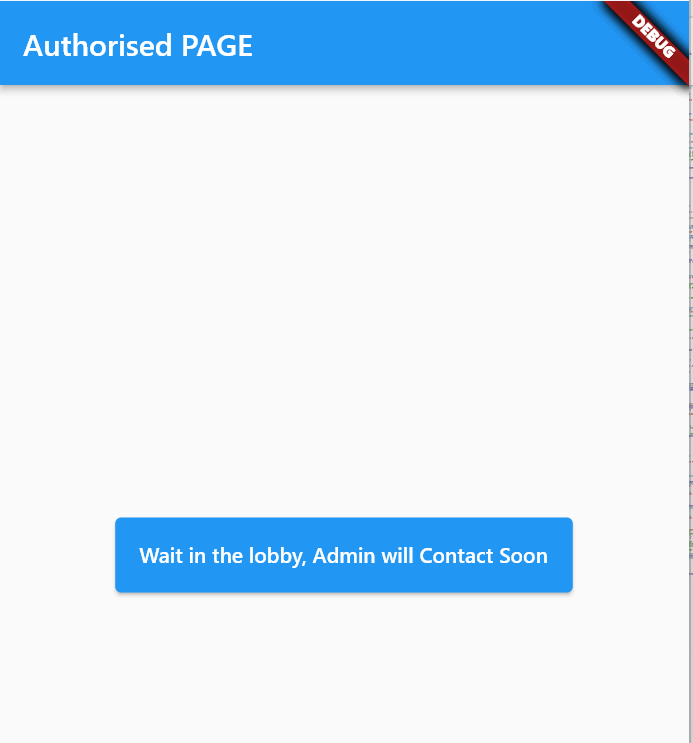 Authorised PAGE
DEBUG
Wait in the lobby, Admin will Contact Soon